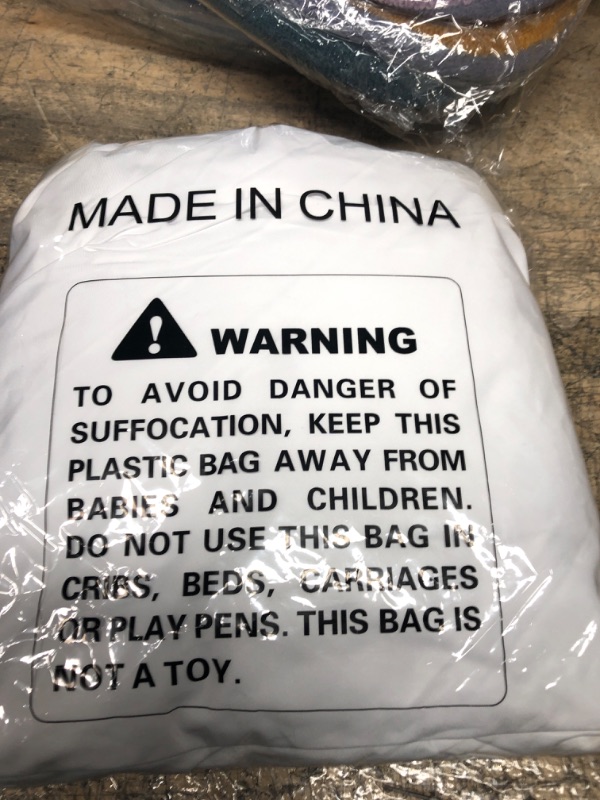 MADE IN CHINA
WARNING
TO AVOID DANGER OF
SUFFOCATION, KEEP THIS
PLASTIC BAG AWAY FROM
BABIES AND CHILDREN.
DO NOT USE THIS BAG IN
CRIBS, BEDS, CARRIAGES
OR PLAY PENS. THIS BAG IS
NOT A TOY.